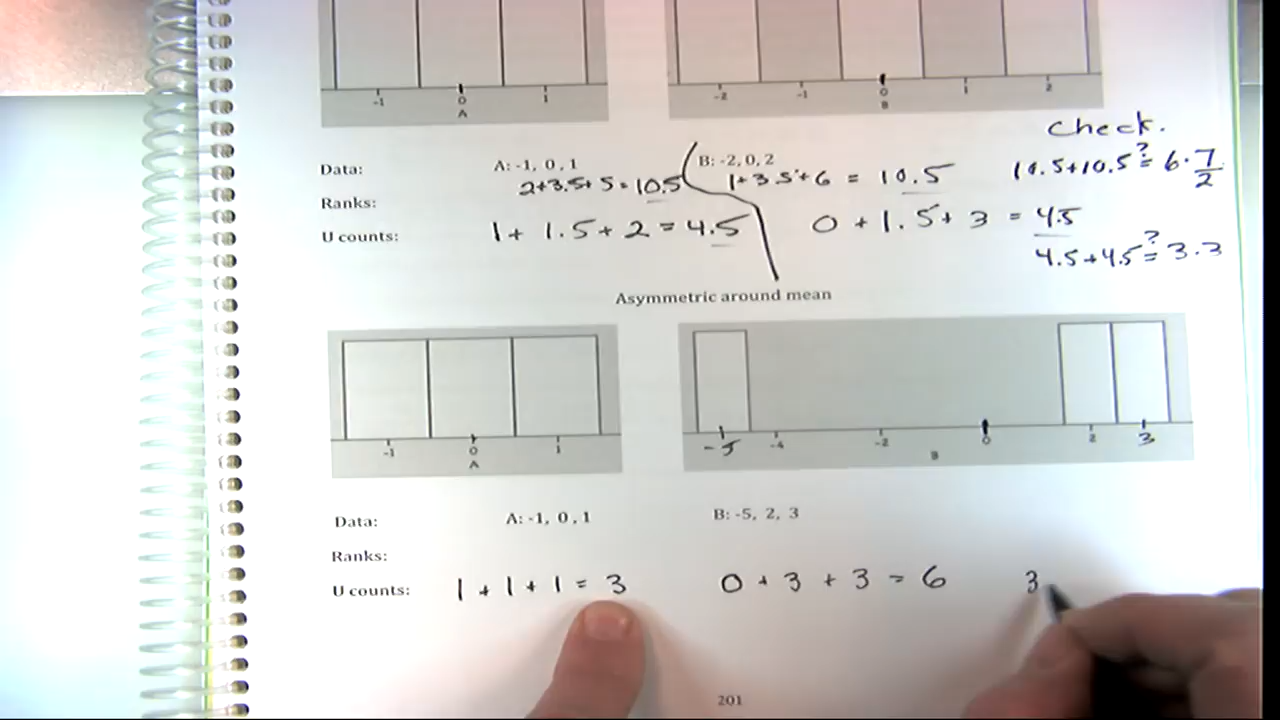 -1 0 1
A
-2 -1 0 1 2
B
check.
Data: A: -1, 0, 1 B: -2, 0, 2
10.5+10.5 ?= 6·7/2
Ranks: 2+3.5+5=10.5 1+3.5+6 = 10.5
U counts: 1+ 1.5+2=4.5 0+1.5+3 = 4.5
4.5+4.5 ?= 3·3
Asymmetric around mean
-1 0 1
A
-5 -4 -2 0 2 3
B
Data: A: -1, 0, 1 B: -5, 2, 3
Ranks:
U counts: 1+1+1=3 0+3+3=6 3
201